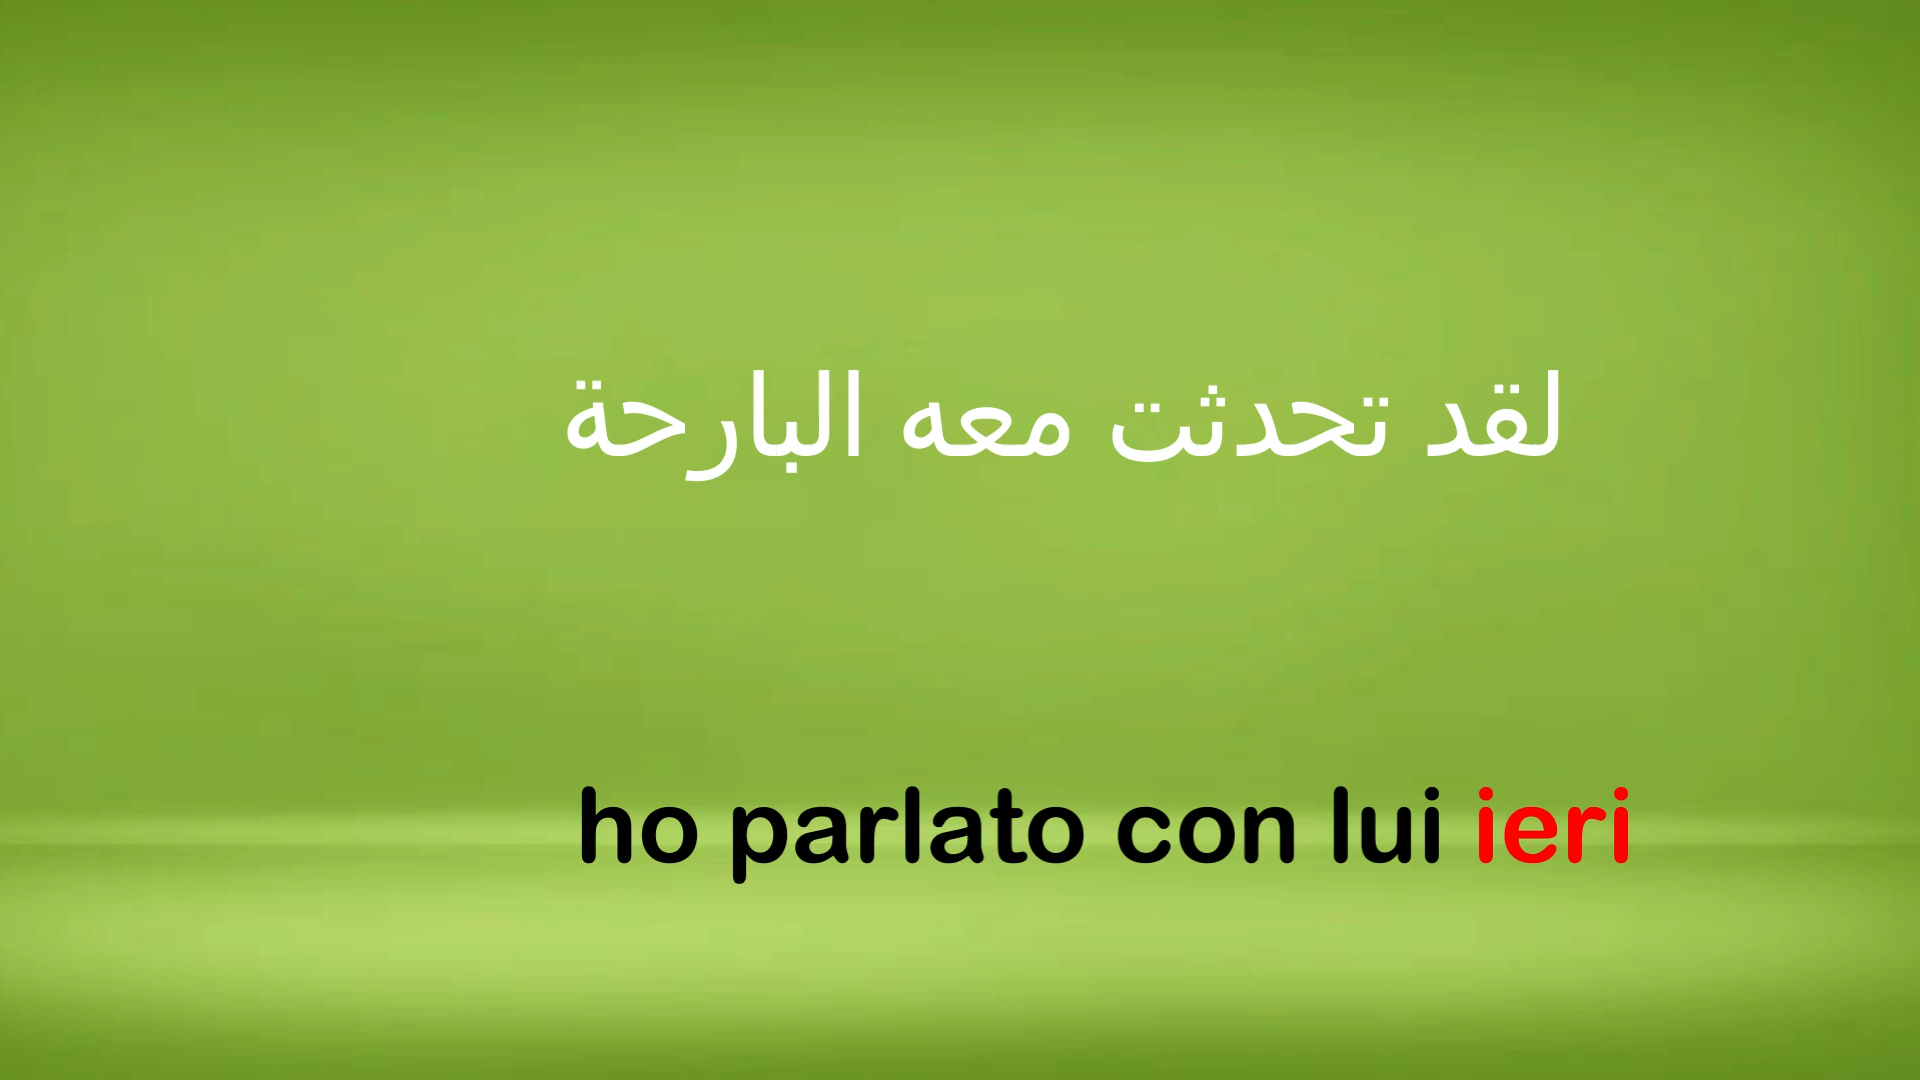 لقد تحدثت معه البارحة
ho parlato con lui ieri